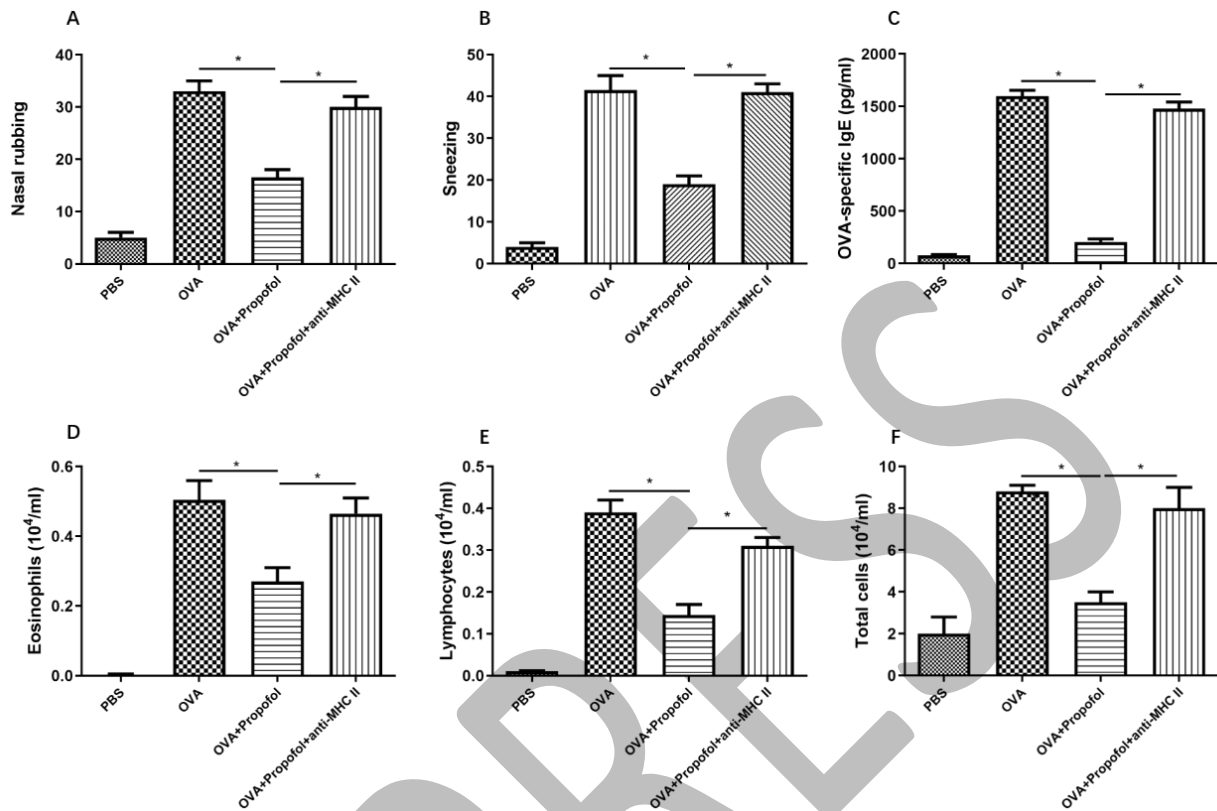 A
Nasal rubbing
40
30
20
10
0
*
*
PBS
OVA
OVA+Propofol
OVA+Propofol+anti-MHC II
B
Sneezing
50
40
30
20
10
0
*
*
PBS
OVA
OVA+Propofol
OVA+Propofol+anti-MHC II
C
OVA-specific IgE (pg/ml)
2000
1500
1000
500
0
*
*
PBS
OVA
OVA+Propofol
OVA+Propofol+anti-MHC II
D
Eosinophils (10⁴/ml)
0.6
0.4
0.2
0.0
*
*
PBS
OVA
OVA+Propofol
OVA+Propofol+anti-MHC II
E
Lymphocytes (10⁴/ml)
0.5
0.4
0.3
0.2
0.1
0.0
*
*
PBS
OVA
OVA+Propofol
OVA+Propofol+anti-MHC II
F
Total cells (10⁴/ml)
10
8
6
4
2
0
*
*
PBS
OVA
OVA+Propofol
OVA+Propofol+anti-MHC II
PRESS